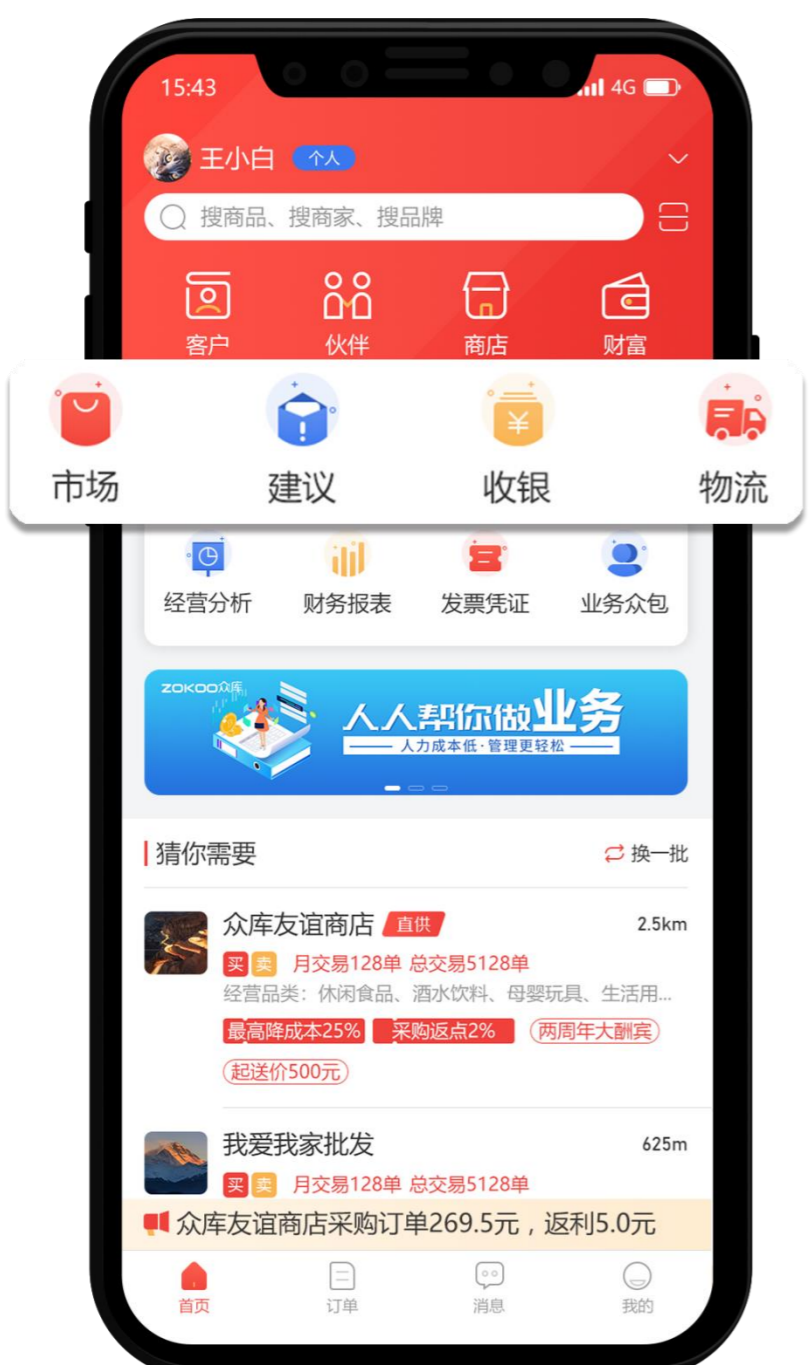 15:43 4G
王小白 个人
搜商品、搜商家、搜品牌
客户 伙伴 商店 财富
市场 建议 收银 物流
经营分析 财务报表 发票凭证 业务众包
ZOKOO众库
人人帮你做业务
人力成本低·管理更轻松
猜你需要 换一批
众库友谊商店 直供 2.5km
买 卖 月交易128单 总交易5128单
经营品类：休闲食品、酒水饮料、母婴玩具、生活用...
最高降成本25% 采购返点2% 两周年大酬宾
起送价500元
我爱我家批发 625m
买 卖 月交易128单 总交易5128单
众库友谊商店采购订单269.5元，返利5.0元
首页 订单 消息 我的